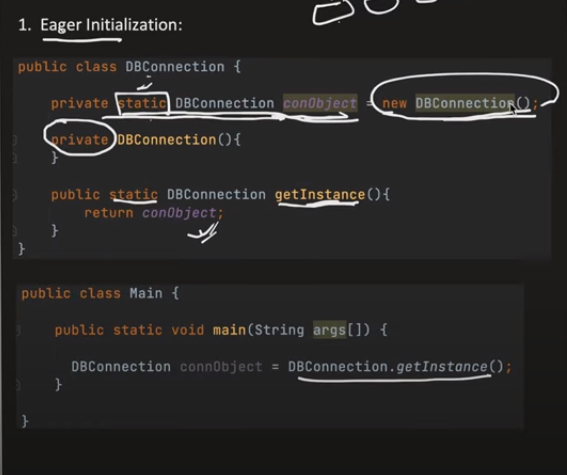 1. Eager Initialization:
public class DBConnection {
private static DBConnection conObject = new DBConnection();
private DBConnection(){
}
public static DBConnection getInstance(){
return conObject;
}
}
public class Main {
public static void main(String args[]) {
DBConnection connObject = DBConnection.getInstance();
}
}